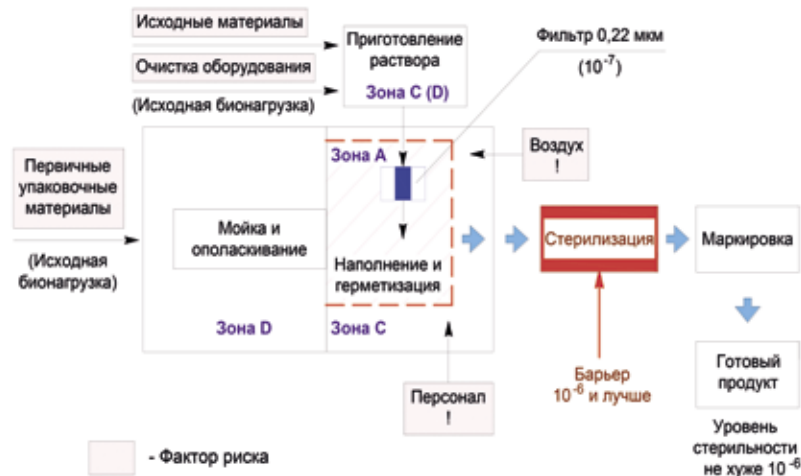 Исходные материалы
Очистка оборудования
(Исходная бионагрузка)
Приготовление
раствора
Зона C (D)
Фильтр 0,22 мкм
(10⁻⁷)
Первичные
упаковочные
материалы
(Исходная
бионагрузка)
Мойка и
ополаскивание
Зона D
Зона A
Наполнение и
герметизация
Зона C
Воздух
!
Персонал
!
Стерилизация
Барьер
10⁻⁶ и лучше
Маркировка
Готовый
продукт
Уровень
стерильности
не хуже 10⁻⁶
- Фактор риска